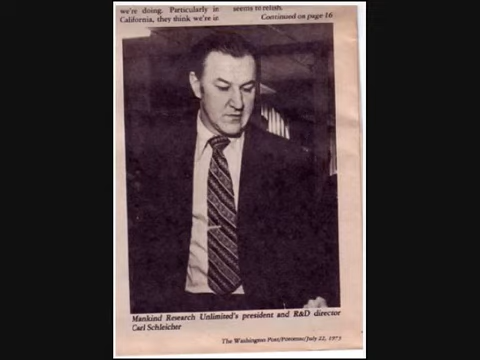 we're doing. Particularly in
California, they think we're in
seems to relish.
Continued on page 16
Mankind Research Unlimited's president and R&D director
Carl Schleicher
The Washington Post/Potomac/July 22, 1973